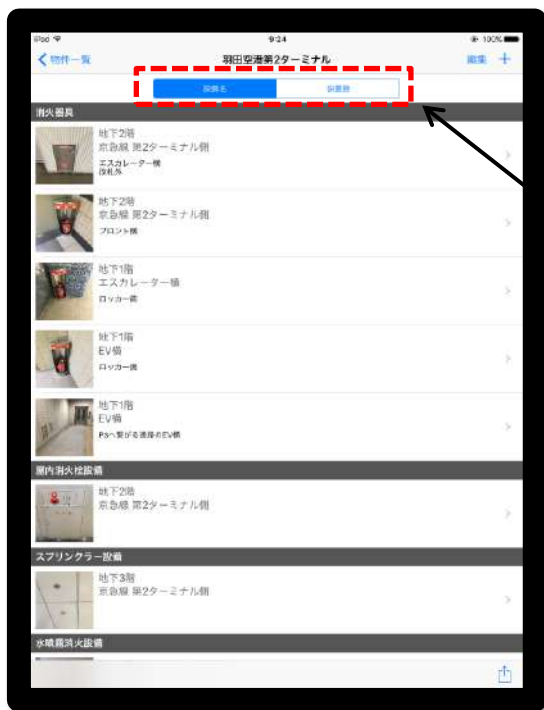 iPad 9:24 100%
物件一覧 羽田空港第2ターミナル 編集
設備名 設置階
消火器具
地下2階
京急線 第2ターミナル側
エスカレーター横
改札外
地下2階
京急線 第2ターミナル側
フロント横
地下1階
エスカレーター横
ロッカー横
地下1階
EV横
ロッカー横
地下1階
EV横
P3へ繋がる通路のEV横
屋内消火栓設備
地下2階
京急線 第2ターミナル側
スプリンクラー設備
地下3階
京急線 第2ターミナル側
水噴霧消火設備